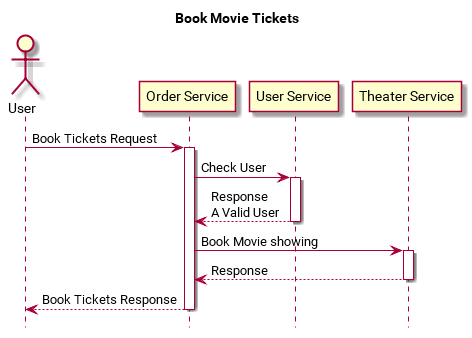 Book Movie Tickets
User
Order Service
User Service
Theater Service
Book Tickets Request
Check User
Response
A Valid User
Book Movie showing
Response
Book Tickets Response